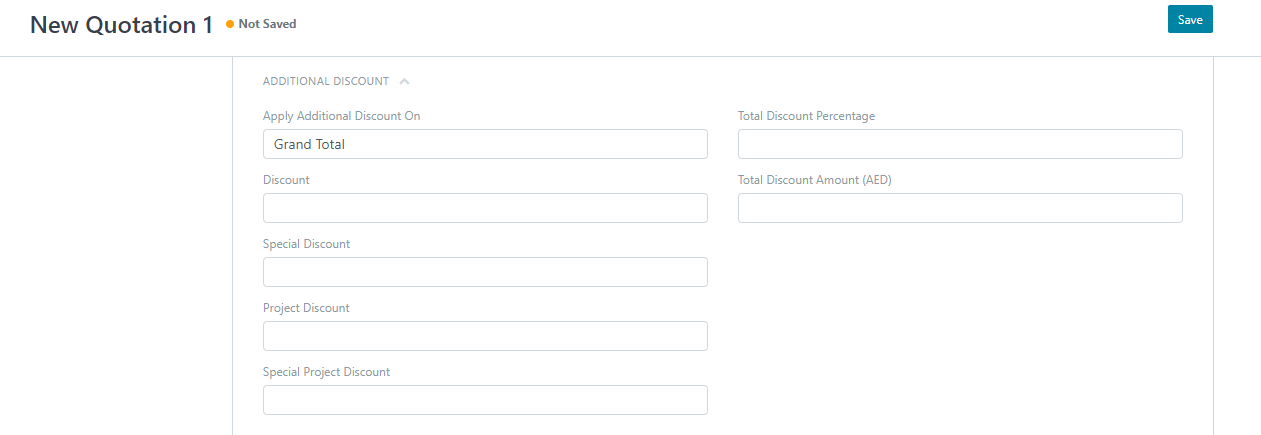 New Quotation 1 Not Saved Save
ADDITIONAL DISCOUNT
Apply Additional Discount On
Grand Total
Discount
Special Discount
Project Discount
Special Project Discount
Total Discount Percentage
Total Discount Amount (AED)